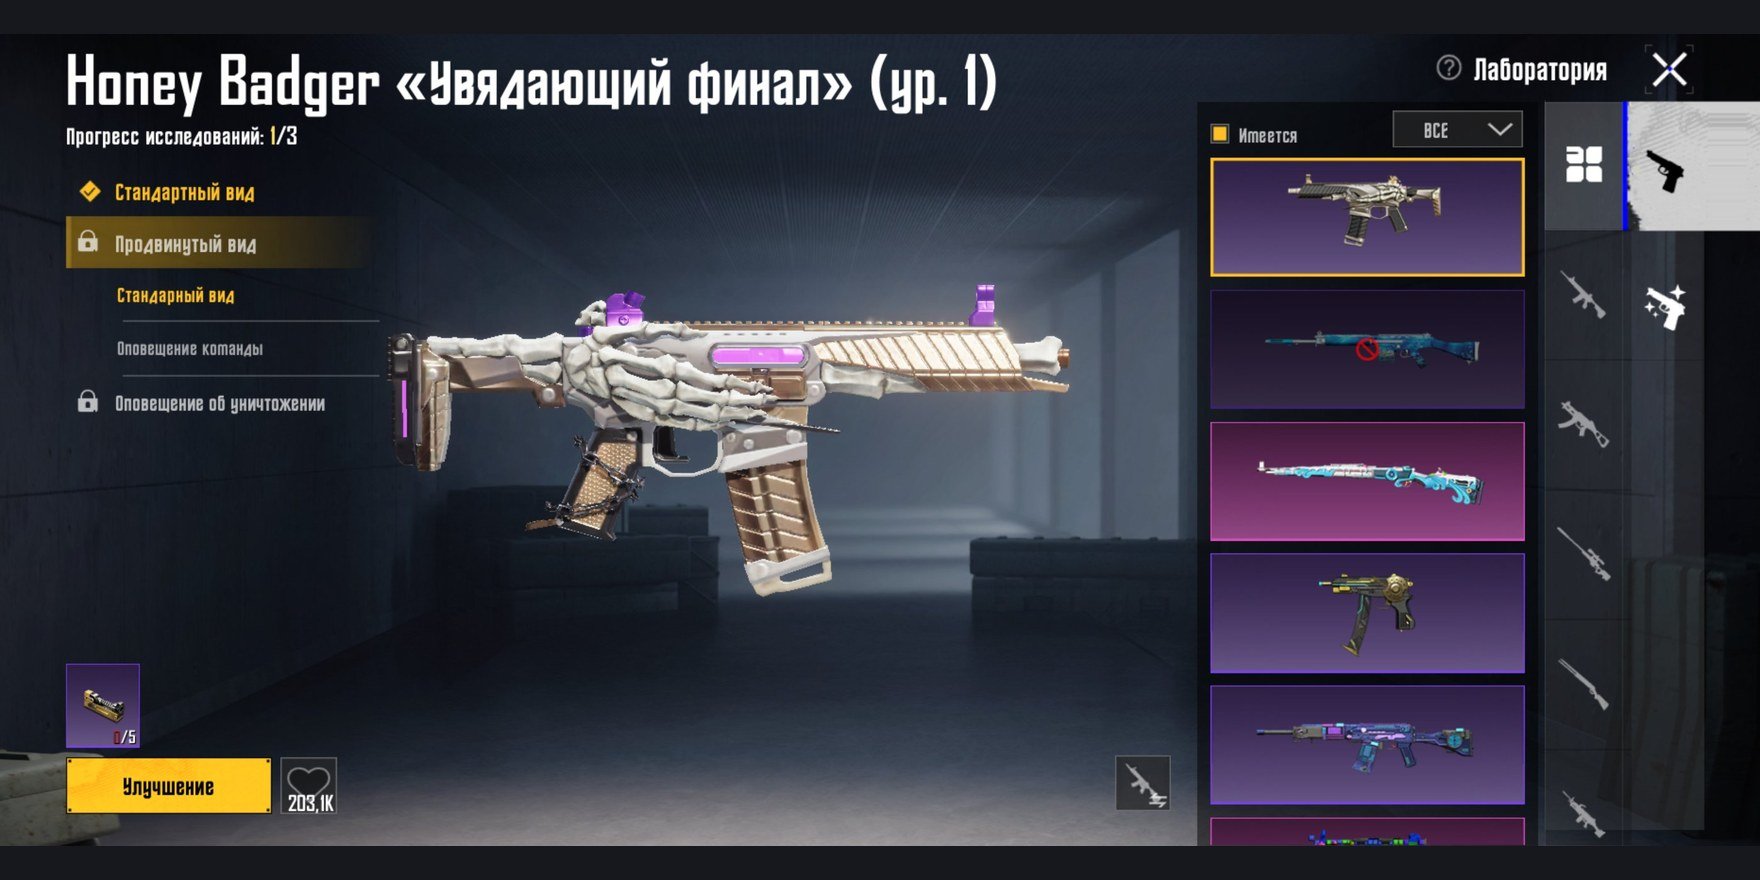 Honey Badger «Увядающий финал» (ур. 1)
Прогресс исследований: 1/3
Стандартный вид
Продвинутый вид
Стандарный вид
Оповещение команды
Оповещение об уничтожении
0/5
Улучшение
203,1K
Лаборатория
Имеется
ВСЕ